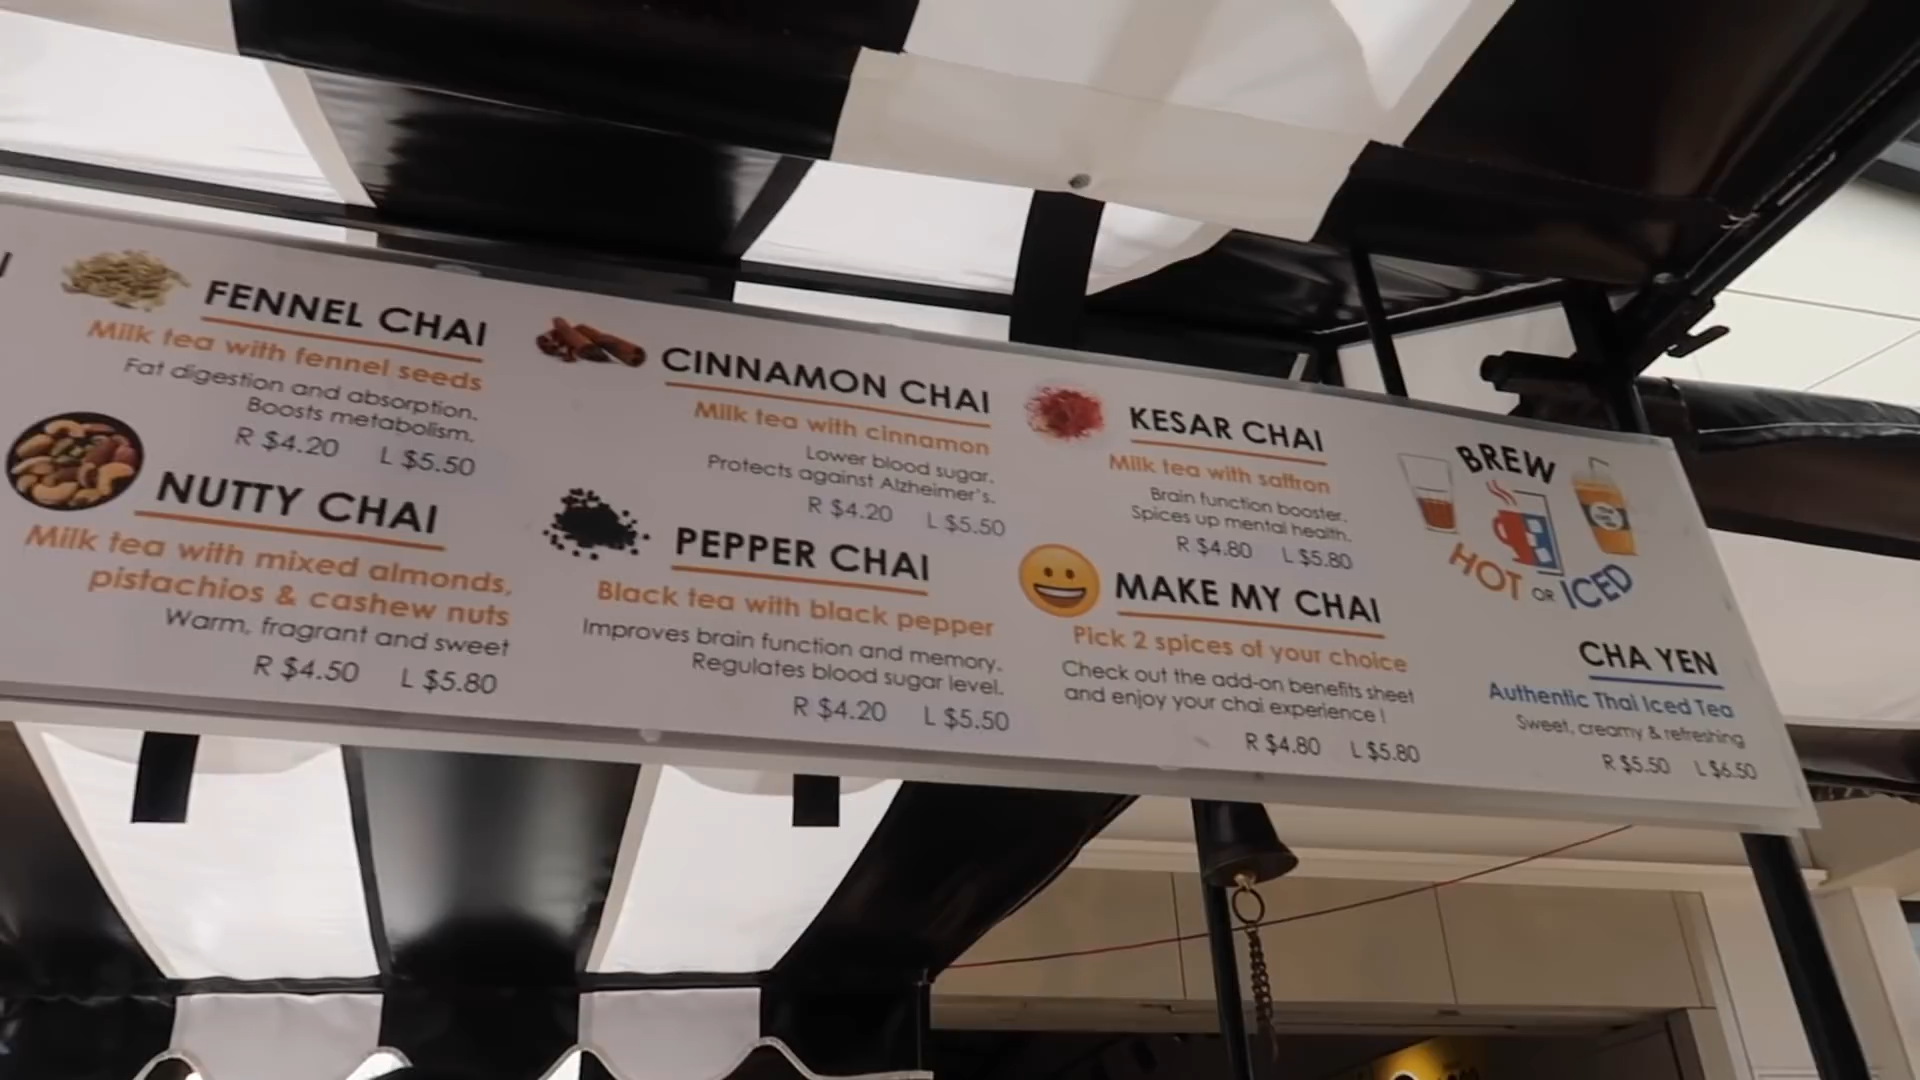 FENNEL CHAI
Milk tea with fennel seeds
Fat digestion and absorption.
Boosts metabolism.
R $4.20 L $5.50
NUTTY CHAI
Milk tea with mixed almonds,
pistachios & cashew nuts
Warm, fragrant and sweet
R $4.50 L $5.80
CINNAMON CHAI
Milk tea with cinnamon
Lower blood sugar.
Protects against Alzheimer's.
R $4.20 L $5.50
PEPPER CHAI
Black tea with black pepper
Improves brain function and memory.
Regulates blood sugar level.
R $4.20 L $5.50
KESAR CHAI
Milk tea with saffron
Brain function booster.
Spices up mental health.
R $4.80 L $5.80
MAKE MY CHAI
Pick 2 spices of your choice
Check out the add-on benefits sheet
and enjoy your chai experience !
R $4.80 L $5.80
BREW
HOT OR ICED
CHA YEN
Authentic Thai Iced Tea
Sweet, creamy & refreshing
R $5.50 L $6.50